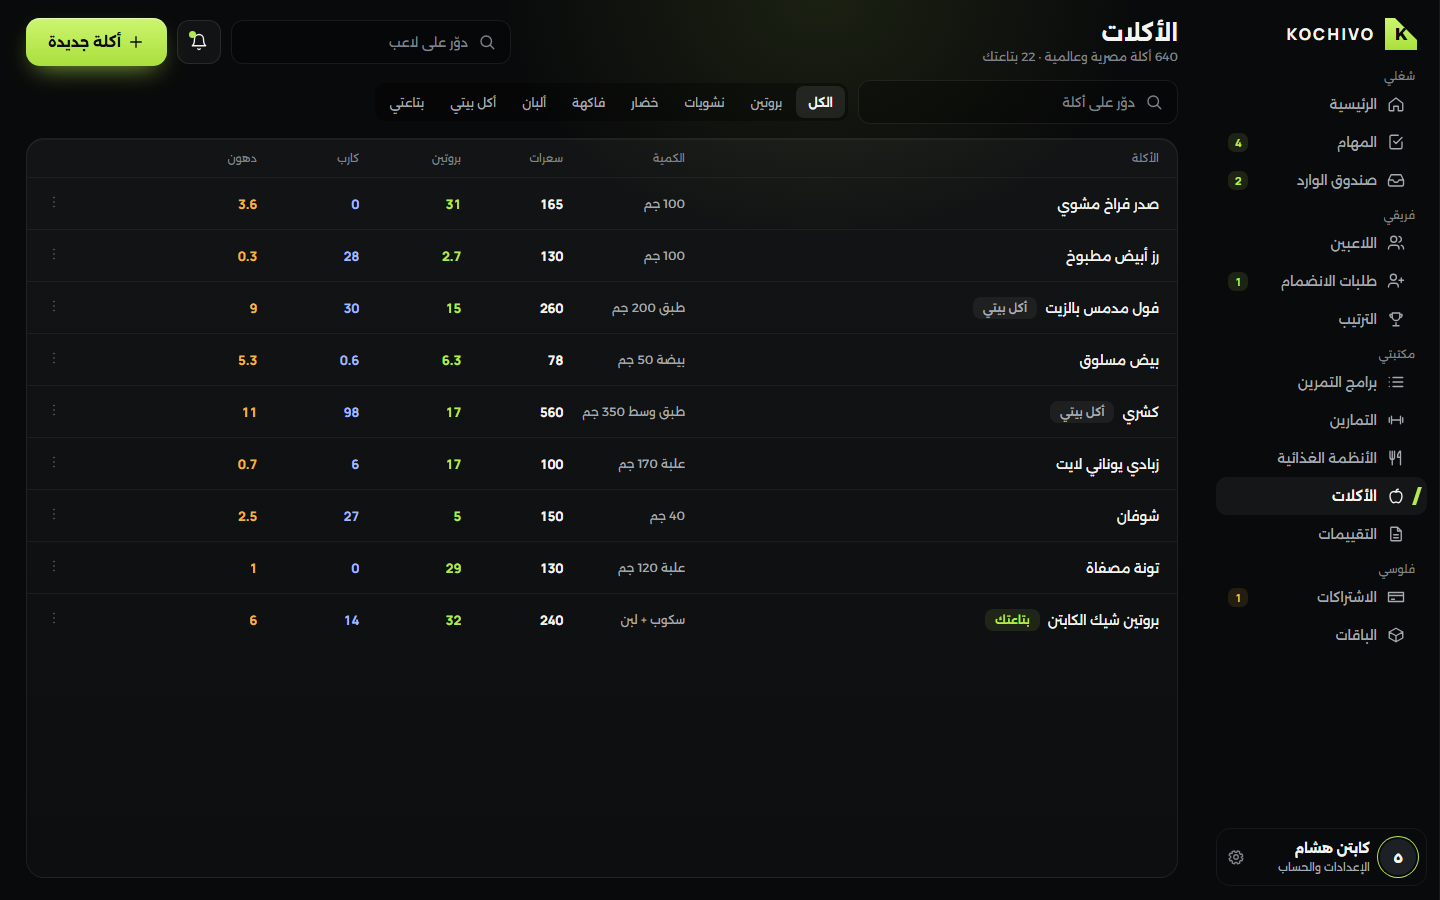 KOCHIVO
شغلي
الرئيسية
المهام 4
صندوق الوارد 2
فريقي
اللاعبين
طلبات الانضمام 1
الترتيب
مكتبتي
برامج التمرين
التمارين
الأنظمة الغذائية
الأكلات
التقييمات
فلوسي
الاشتراكات 1
الباقات
كابتن هشام
الإعدادات والحساب
الأكلات
640 أكلة مصرية وعالمية · 22 بتاعتك
دوّر على لاعب
+ أكلة جديدة
دوّر على أكلة
الكل بروتين نشويات خضار فاكهة ألبان أكل بيتي بتاعتي
الأكلة الكمية سعرات بروتين كارب دهون
صدر فراخ مشوي 100 جم 165 31 0 3.6
رز أبيض مطبوخ 100 جم 130 2.7 28 0.3
فول مدمس بالزيت أكل بيتي طبق 200 جم 260 15 30 9
بيض مسلوق بيضة 50 جم 78 6.3 0.6 5.3
كشري أكل بيتي طبق وسط 350 جم 560 17 98 11
زبادي يوناني لايت علبة 170 جم 100 17 6 0.7
شوفان 40 جم 150 5 27 2.5
تونة مصفاة علبة 120 جم 130 29 0 1
بروتين شيك الكابتن بتاعتك سكوب + لبن 240 32 14 6